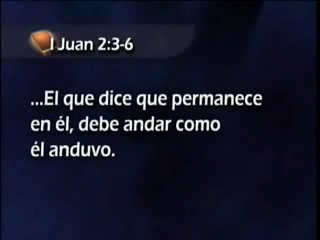 I Juan 2:3-6
...El que dice que permanece
en él, debe andar como
él anduvo.